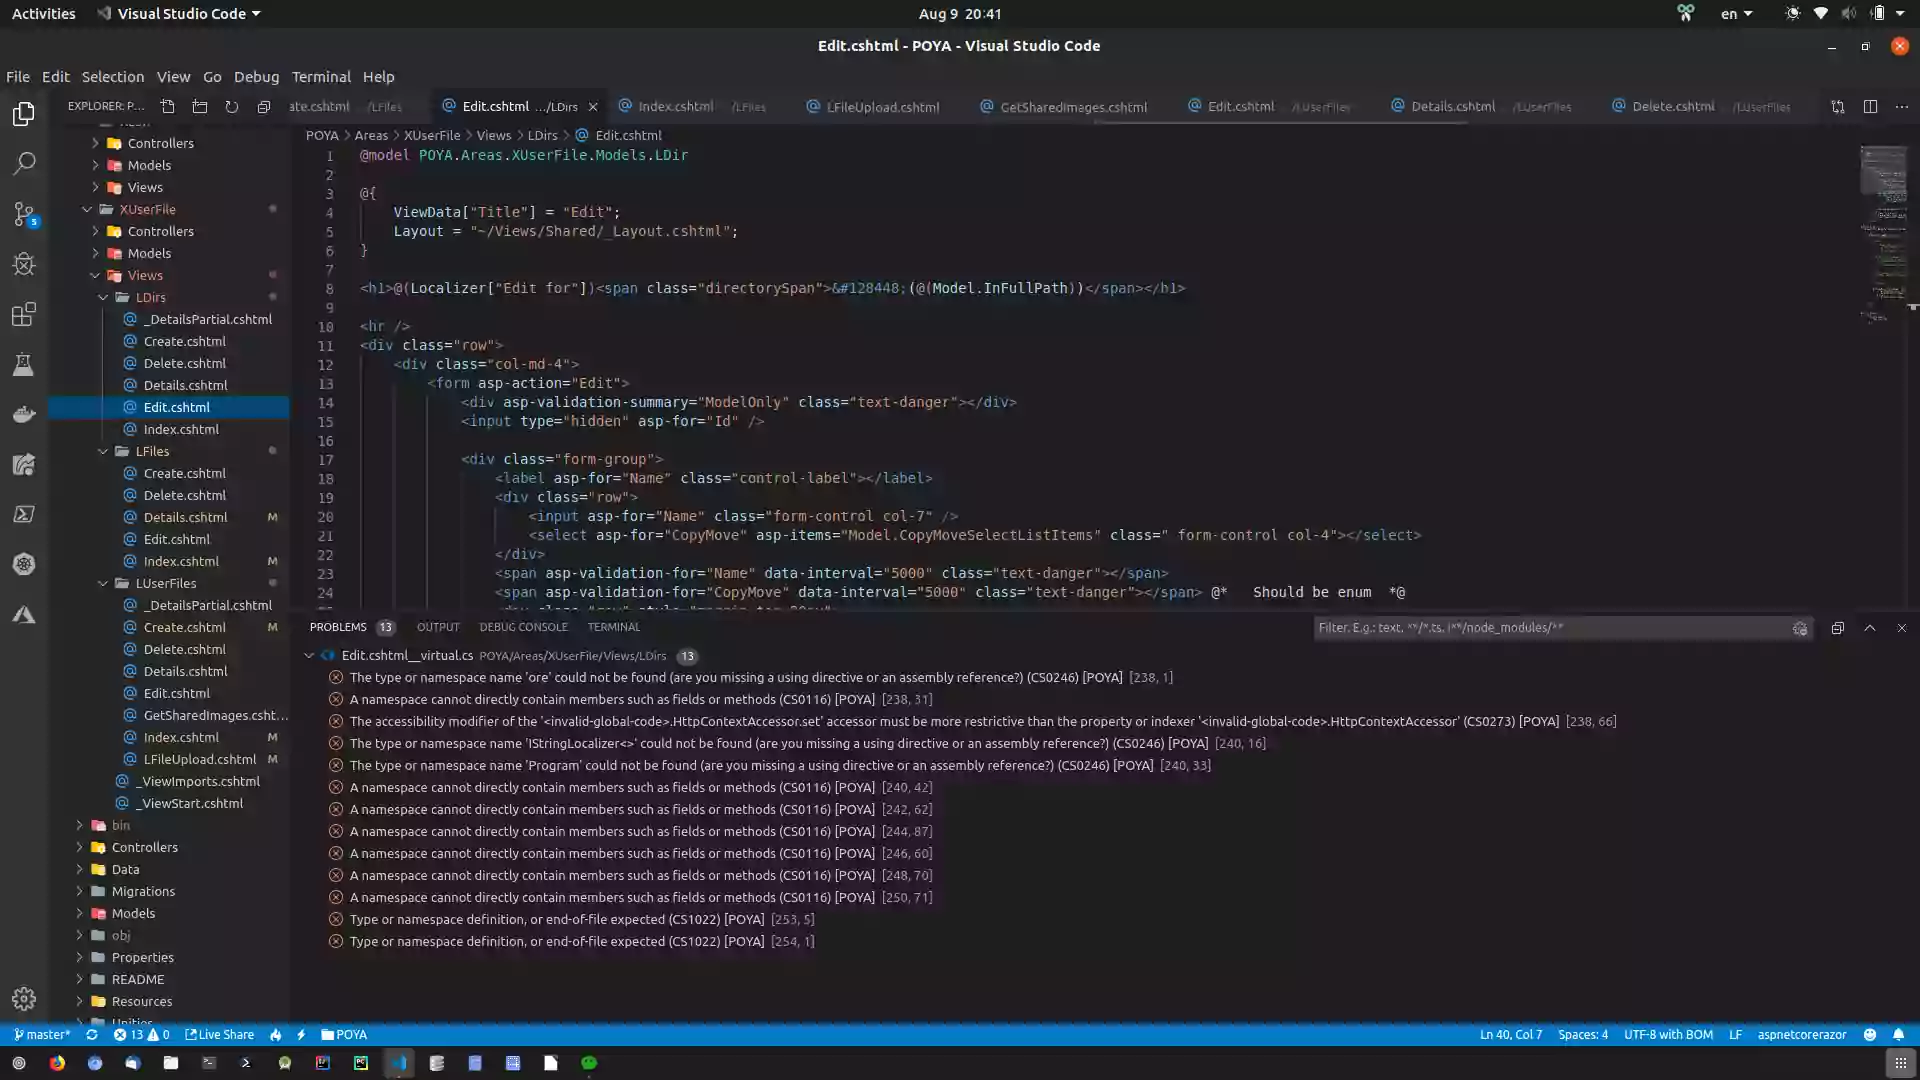 Activities
Visual Studio Code
Aug 9 20:41
en
Edit.cshtml - POYA - Visual Studio Code
File Edit Selection View Go Debug Terminal Help
EXPLORER: P...
ate.cshtml .../LFiles
Edit.cshtml .../LDirs
Index.cshtml .../LFiles
LFileUpload.cshtml
GetSharedImages.cshtml
Edit.cshtml .../LUserFiles
Details.cshtml .../LUserFiles
Delete.cshtml .../LUserFiles
POYA > Areas > XUserFile > Views > LDirs > Edit.cshtml
Controllers
Models
Views
XUserFile
Controllers
Models
Views
LDirs
_DetailsPartial.cshtml
Create.cshtml
Delete.cshtml
Details.cshtml
Edit.cshtml
Index.cshtml
LFiles
Create.cshtml
Delete.cshtml
Details.cshtml M
Edit.cshtml
Index.cshtml M
LUserFiles
_DetailsPartial.cshtml
Create.cshtml M
Delete.cshtml
Details.cshtml
Edit.cshtml
GetSharedImages.csht...
Index.cshtml M
LFileUpload.cshtml M
_ViewImports.cshtml
_ViewStart.cshtml
bin
Controllers
Data
Migrations
Models
obj
Properties
README
Resources
5
1 @model POYA.Areas.XUserFile.Models.LDir
2
3 @{
4 ViewData["Title"] = "Edit";
5 Layout = "~/Views/Shared/_Layout.cshtml";
6 }
7
8 <h1>@(Localizer["Edit for"])<span class="directorySpan">&#128448;(@(Model.InFullPath))</span></h1>
9
10 <hr />
11 <div class="row">
12 <div class="col-md-4">
13 <form asp-action="Edit">
14 <div asp-validation-summary="ModelOnly" class="text-danger"></div>
15 <input type="hidden" asp-for="Id" />
16
17 <div class="form-group">
18 <label asp-for="Name" class="control-label"></label>
19 <div class="row">
20 <input asp-for="Name" class="form-control col-7" />
21 <select asp-for="CopyMove" asp-items="Model.CopyMoveSelectListItems" class=" form-control col-4"></select>
22 </div>
23 <span asp-validation-for="Name" data-interval="5000" class="text-danger"></span>
24 <span asp-validation-for="CopyMove" data-interval="5000" class="text-danger"></span> @* Should be enum *@
PROBLEMS 13 OUTPUT DEBUG CONSOLE TERMINAL
Filter. E.g.: text, **/*.ts, !**/node_modules/**
Edit.cshtml__virtual.cs POYA/Areas/XUserFile/Views/LDirs 13
The type or namespace name 'ore' could not be found (are you missing a using directive or an assembly reference?) (CS0246) [POYA] [238, 1]
A namespace cannot directly contain members such as fields or methods (CS0116) [POYA] [238, 31]
The accessibility modifier of the '<invalid-global-code>.HttpContextAccessor.set' accessor must be more restrictive than the property or indexer '<invalid-global-code>.HttpContextAccessor' (CS0273) [POYA] [238, 66]
The type or namespace name 'IStringLocalizer<>' could not be found (are you missing a using directive or an assembly reference?) (CS0246) [POYA] [240, 16]
The type or namespace name 'Program' could not be found (are you missing a using directive or an assembly reference?) (CS0246) [POYA] [240, 33]
A namespace cannot directly contain members such as fields or methods (CS0116) [POYA] [240, 42]
A namespace cannot directly contain members such as fields or methods (CS0116) [POYA] [242, 62]
A namespace cannot directly contain members such as fields or methods (CS0116) [POYA] [244, 87]
A namespace cannot directly contain members such as fields or methods (CS0116) [POYA] [246, 60]
A namespace cannot directly contain members such as fields or methods (CS0116) [POYA] [248, 70]
A namespace cannot directly contain members such as fields or methods (CS0116) [POYA] [250, 71]
Type or namespace definition, or end-of-file expected (CS1022) [POYA] [253, 5]
Type or namespace definition, or end-of-file expected (CS1022) [POYA] [254, 1]
master* 13 0 Live Share POYA
Ln 40, Col 7 Spaces: 4 UTF-8 with BOM LF aspnetcorerazor